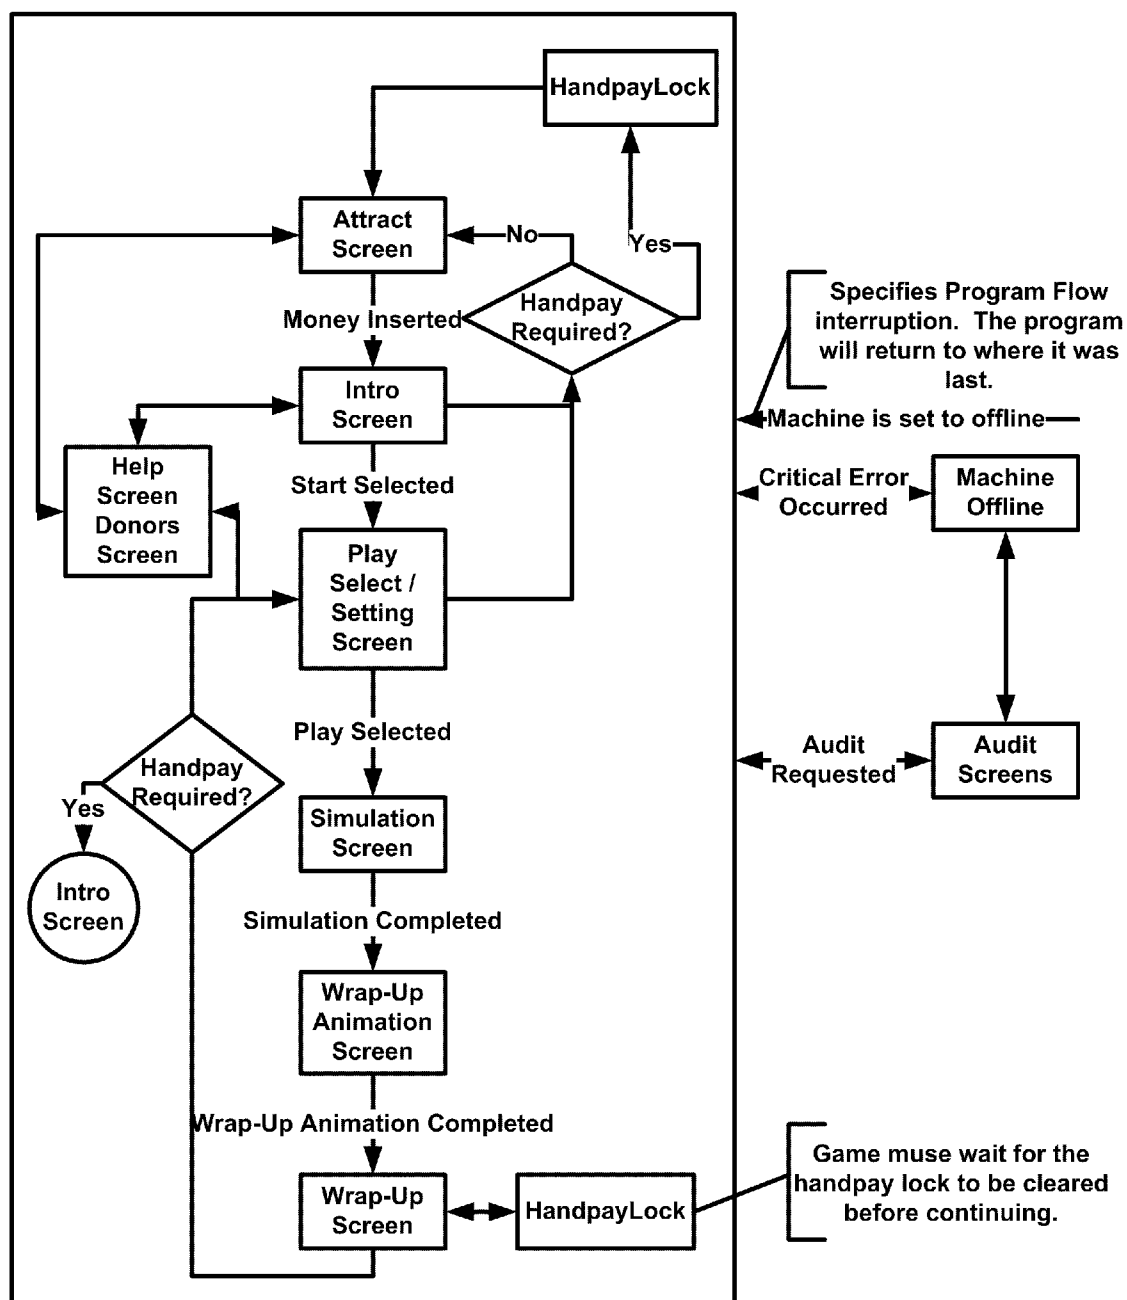 HandpayLock
Attract
Screen
No
Yes
Money Inserted
Handpay
Required?
Specifies Program Flow
interruption. The program
will return to where it was
last.
Intro
Screen
Machine is set to offline
Help
Screen
Donors
Screen
Start Selected
Critical Error
Occurred
Machine
Offline
Play
Select /
Setting
Screen
Play Selected
Handpay
Required?
Yes
Audit
Requested
Audit
Screens
Simulation
Screen
Intro
Screen
Simulation Completed
Wrap-Up
Animation
Screen
Wrap-Up Animation Completed
Wrap-Up
Screen
HandpayLock
Game muse wait for the
handpay lock to be cleared
before continuing.